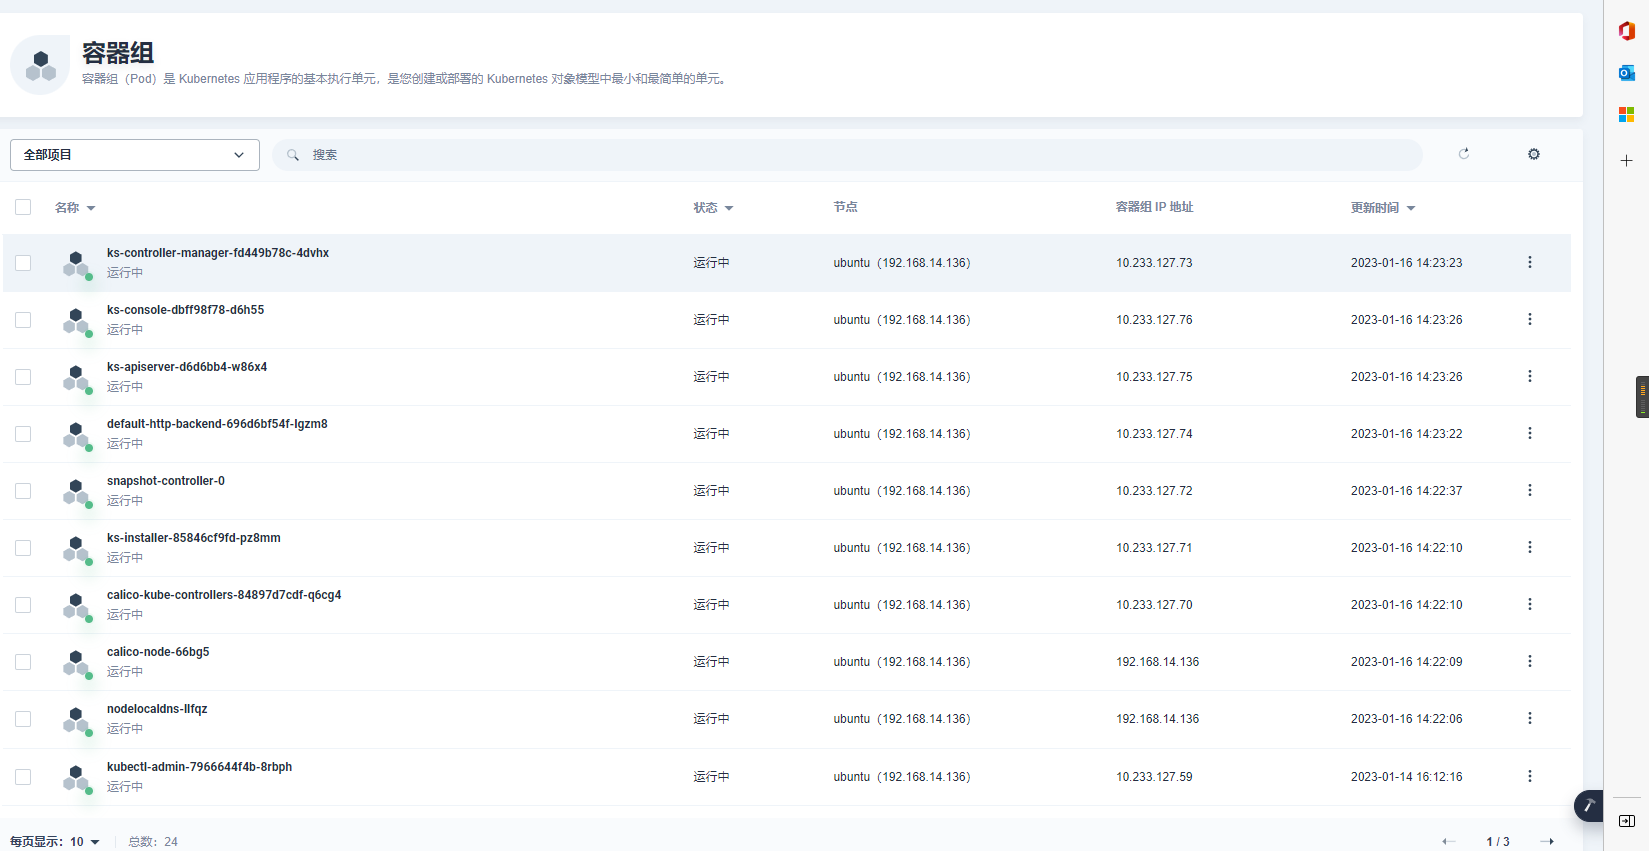 容器组
容器组（Pod）是 Kubernetes 应用程序的基本执行单元，是您创建或部署的 Kubernetes 对象模型中最小和最简单的单元。
全部项目 搜索
名称 状态 节点 容器组 IP 地址 更新时间
ks-controller-manager-fd449b78c-4dvhx
运行中 运行中 ubuntu（192.168.14.136） 10.233.127.73 2023-01-16 14:23:23
ks-console-dbff98f78-d6h55
运行中 运行中 ubuntu（192.168.14.136） 10.233.127.76 2023-01-16 14:23:26
ks-apiserver-d6d6bb4-w86x4
运行中 运行中 ubuntu（192.168.14.136） 10.233.127.75 2023-01-16 14:23:26
default-http-backend-696d6bf54f-lgzm8
运行中 运行中 ubuntu（192.168.14.136） 10.233.127.74 2023-01-16 14:23:22
snapshot-controller-0
运行中 运行中 ubuntu（192.168.14.136） 10.233.127.72 2023-01-16 14:22:37
ks-installer-85846cf9fd-pz8mm
运行中 运行中 ubuntu（192.168.14.136） 10.233.127.71 2023-01-16 14:22:10
calico-kube-controllers-84897d7cdf-q6cg4
运行中 运行中 ubuntu（192.168.14.136） 10.233.127.70 2023-01-16 14:22:10
calico-node-66bg5
运行中 运行中 ubuntu（192.168.14.136） 192.168.14.136 2023-01-16 14:22:09
nodelocaldns-llfqz
运行中 运行中 ubuntu（192.168.14.136） 192.168.14.136 2023-01-16 14:22:06
kubectl-admin-7966644f4b-8rbph
运行中 运行中 ubuntu（192.168.14.136） 10.233.127.59 2023-01-14 16:12:16
每页显示：10 总数：24 1 / 3